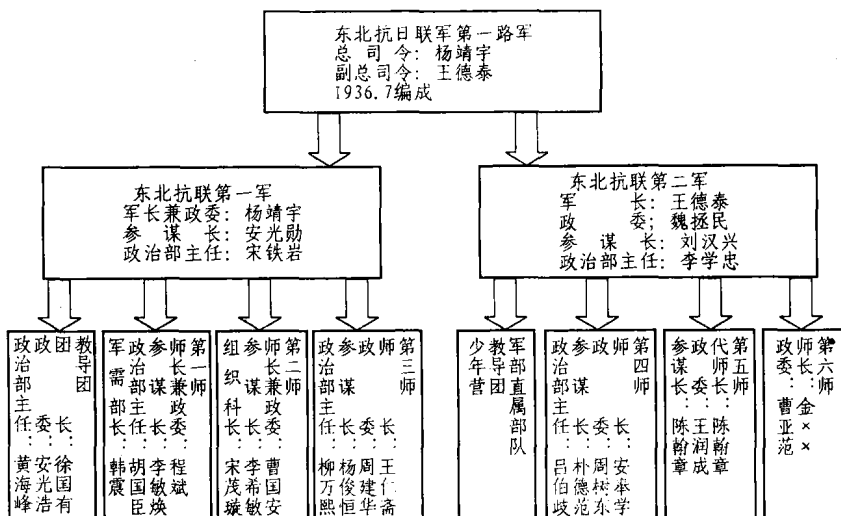 东北抗日联军第一路军
总司令：杨靖宇
副总司令：王德泰
1936.7编成
东北抗联第一军
军长兼政委：杨靖宇
参谋长：安光勋
政治部主任：宋铁岩
东北抗联第二军
军长：王德泰
政委；魏拯民
参谋长：刘汉兴
政治部主任：李学忠
教导团
团长：徐国有
政委：安光浩
政治部主任：黄海峰
第一师
师长兼政委：程斌
参谋长：李敏焕
政治部主任：胡国臣
军需部长：韩震
第二师
师长兼政委：曹国安
参谋长：李希敏
组织科长：宋茂璇
第三师
师长：王仁斋
政委：周建华
参谋长：杨俊恒
政治部主任：柳万熙
军部直属部队
教导团
少年营
第四师
师长：安奉学
政委：周树东
参谋长：朴德范
政治部主任：吕伯岐
第五师
代师长：陈翰章
政委：王润成
参谋长：陈翰章
第六师
师长：金××
政委：曹亚范